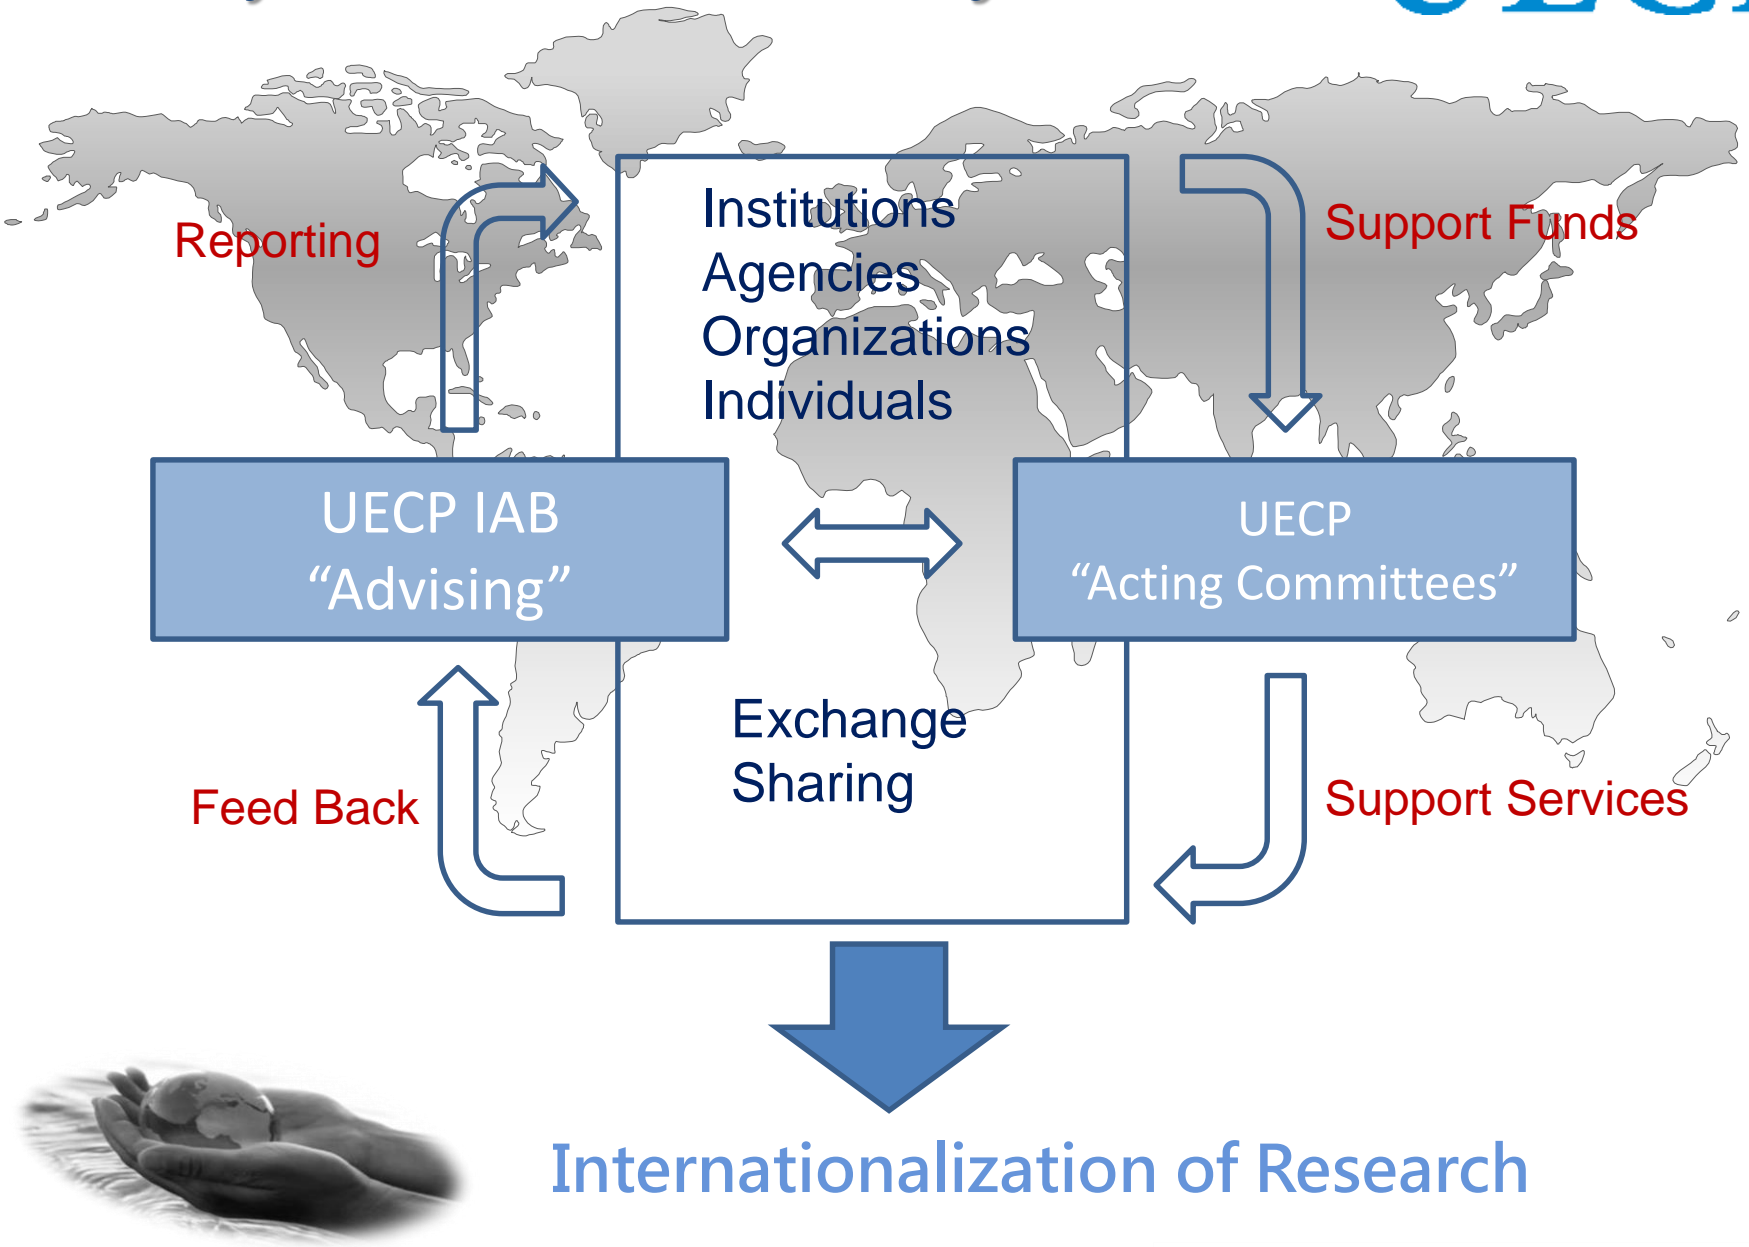 Reporting
Institutions
Agencies
Organizations
Individuals
Support Funds
UECP IAB
“Advising”
UECP
“Acting Committees”
Exchange
Sharing
Feed Back
Support Services
Internationalization of Research